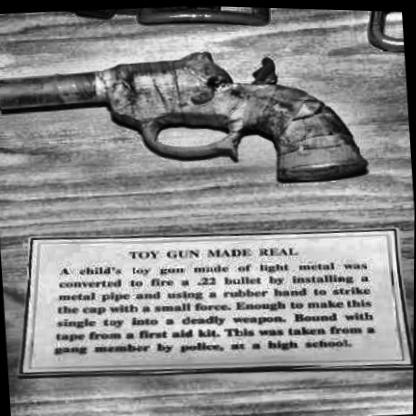 TOY GUN MADE REAL
A child's toy gun made of light metal was
converted to fire a .22 bullet by installing a
metal pipe and using a rubber band to strike
the cap with a small force. Enough to make this
single toy into a deadly weapon. Bound with
tape from a first aid kit. This was taken from a
gang member by police, at a high school.